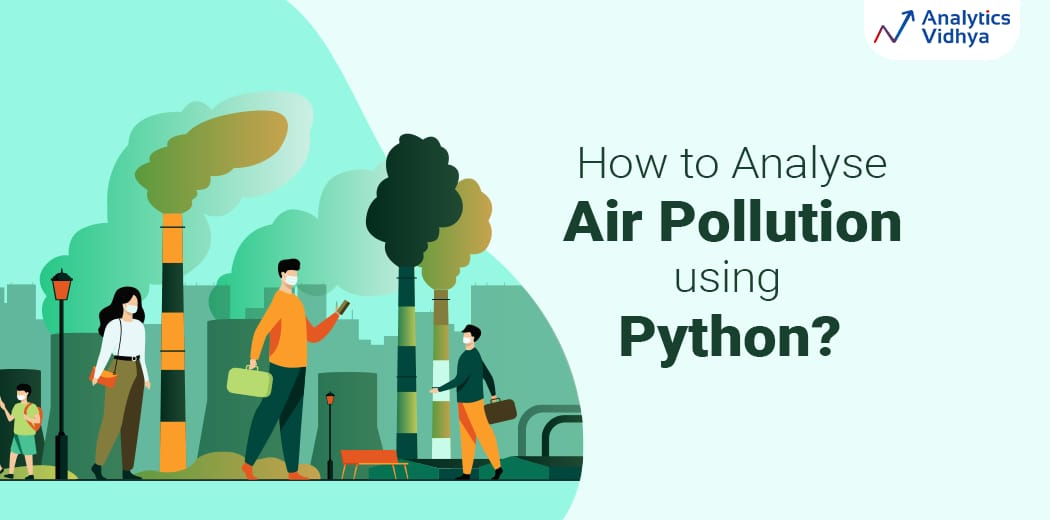 Analytics
Vidhya
How to Analyse
Air Pollution
using
Python?